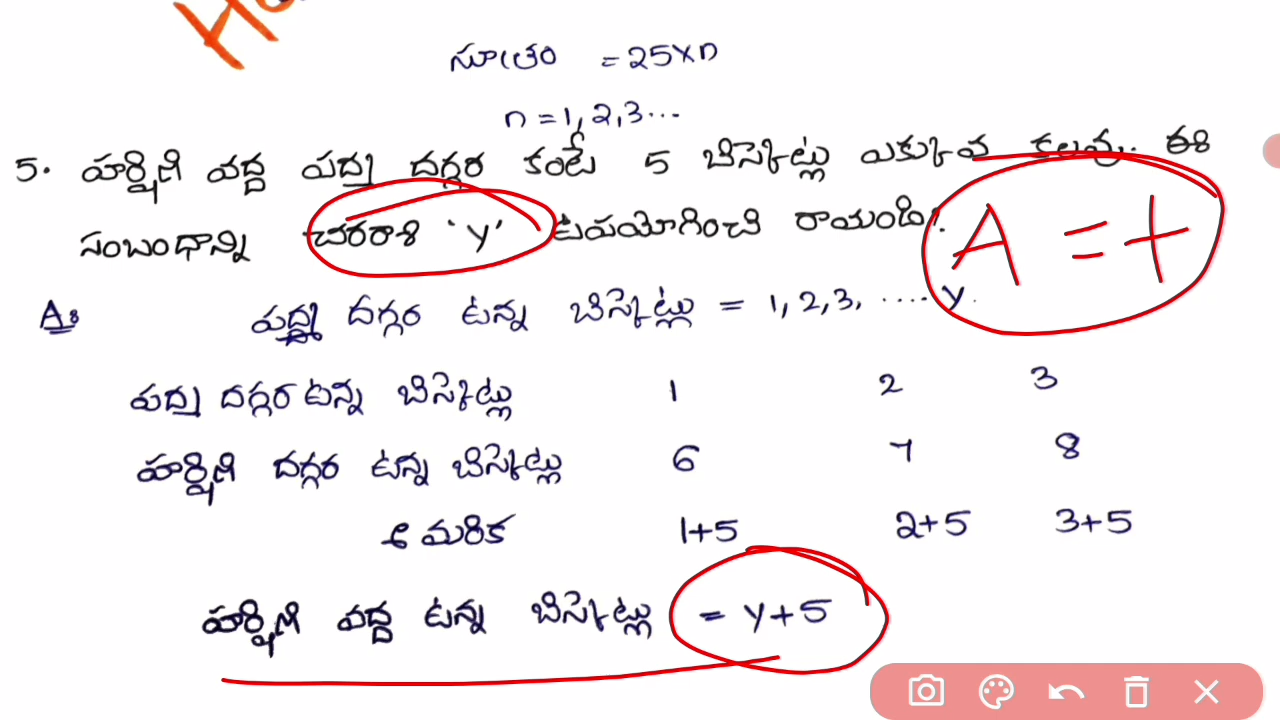 సూత్రం = 25×n
n = 1, 2, 3...
5. హర్షిణి వద్ద పద్మ దగ్గర కంటే 5 బిస్కెట్లు ఎక్కువ కలవు. ఈ
సంబంధాన్ని చరరాశి 'y' ఉపయోగించి రాయండి.
A = +
A: పద్మ దగ్గర ఉన్న బిస్కెట్లు = 1, 2, 3, .... y.
పద్మ దగ్గర ఉన్న బిస్కెట్లు 1 2 3
హర్షిణి దగ్గర ఉన్న బిస్కెట్లు 6 7 8
అమరిక 1+5 2+5 3+5
హర్షిణి వద్ద ఉన్న బిస్కెట్లు = y+5